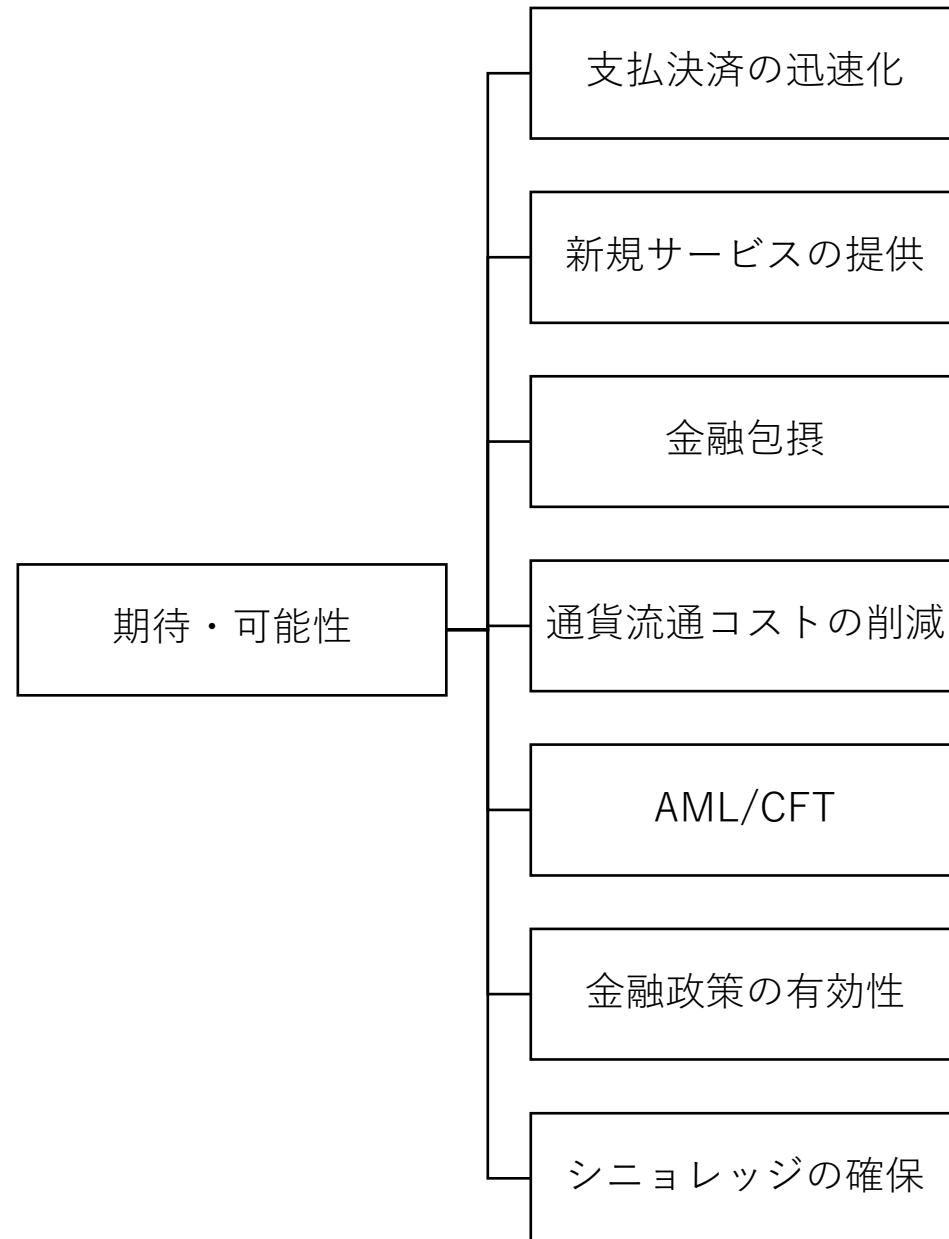 支払決済の迅速化
新規サービスの提供
金融包摂
期待・可能性
通貨流通コストの削減
AML/CFT
金融政策の有効性
シニョレッジの確保